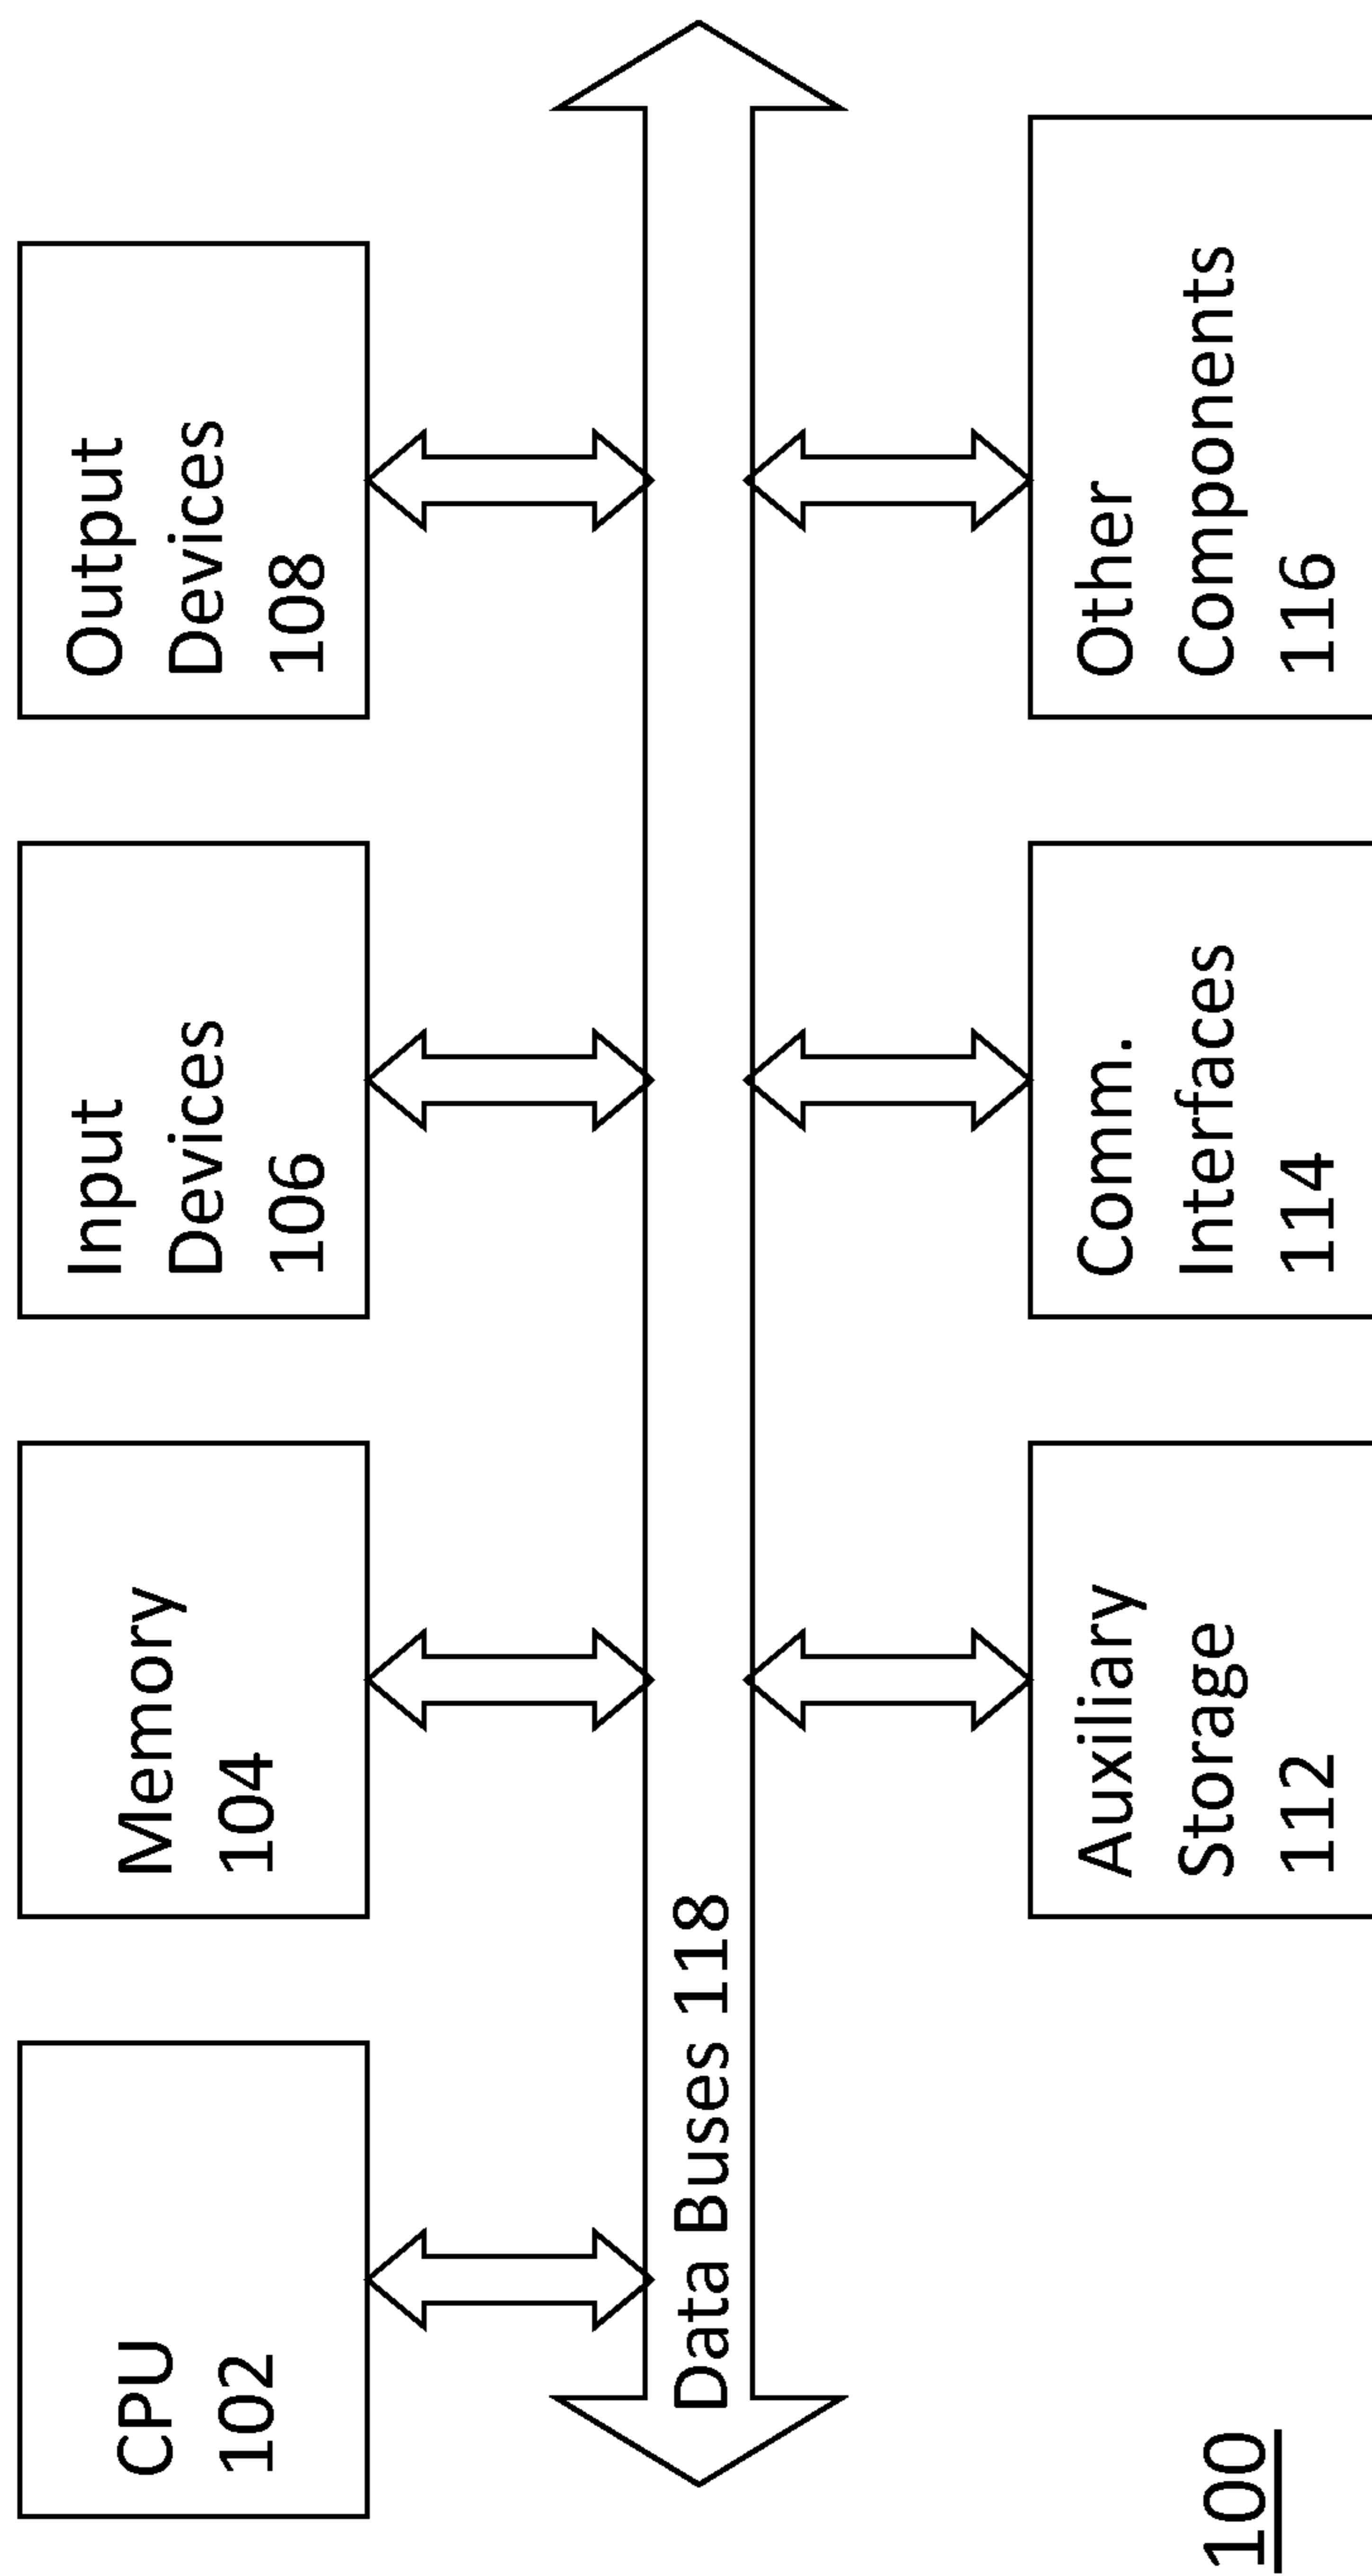 CPU
102
Memory
104
Input
Devices
106
Output
Devices
108
Data Buses 118
Auxiliary
Storage
112
Comm.
Interfaces
114
Other
Components
116
100